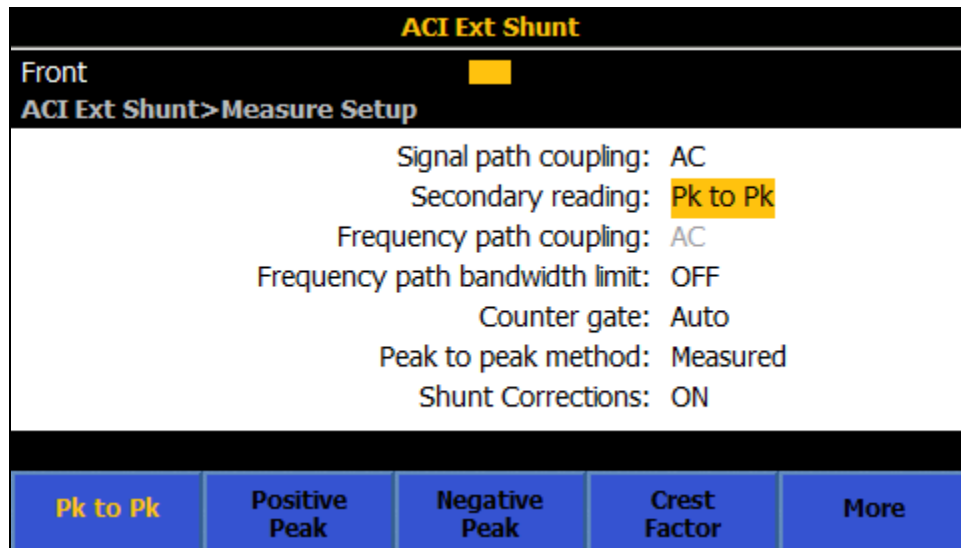 ACI Ext Shunt
Front
ACI Ext Shunt>Measure Setup
Signal path coupling: AC
Secondary reading: Pk to Pk
Frequency path coupling: AC
Frequency path bandwidth limit: OFF
Counter gate: Auto
Peak to peak method: Measured
Shunt Corrections: ON
Pk to Pk
Positive
Peak
Negative
Peak
Crest
Factor
More